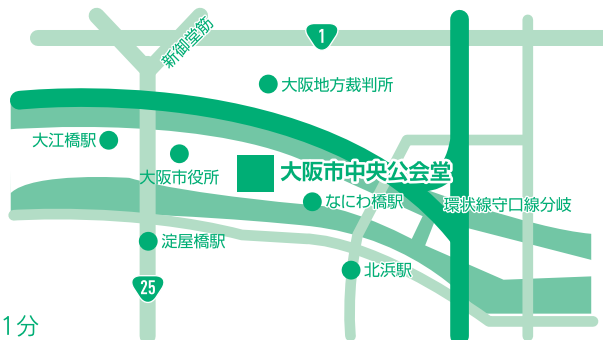 新御堂筋
1
大阪地方裁判所
大江橋駅
大阪市役所
大阪市中央公会堂
なにわ橋駅
環状線守口線分岐
淀屋橋駅
北浜駅
25
1分